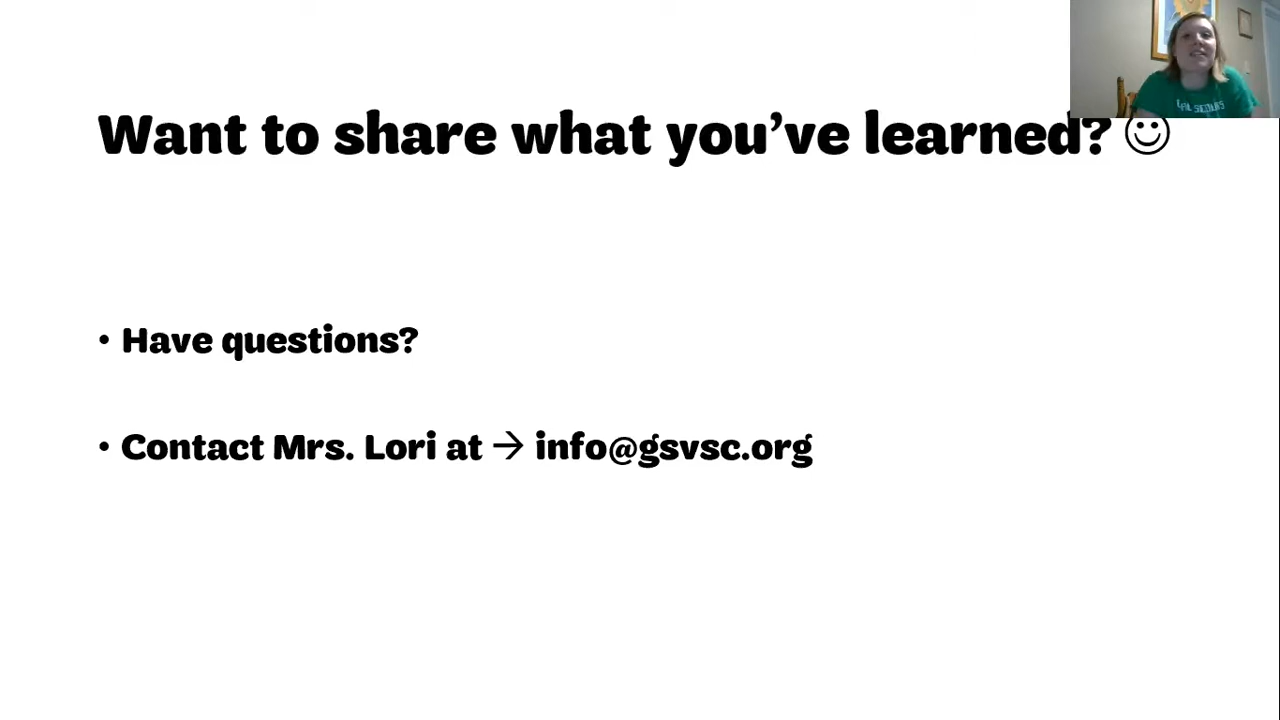 Want to share what you’ve learned? ☺
• Have questions?
• Contact Mrs. Lori at → info@gsvsc.org